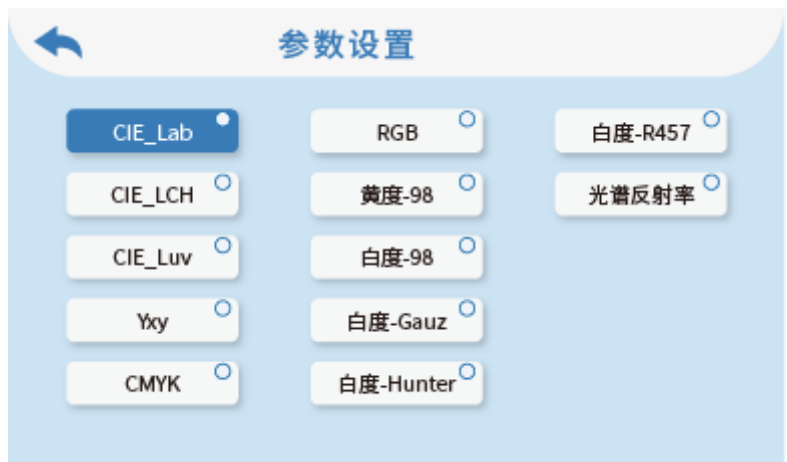 参数设置
CIE_Lab
RGB
白度-R457
CIE_LCH
黄度-98
光谱反射率
CIE_Luv
白度-98
Yxy
白度-Gauz
CMYK
白度-Hunter